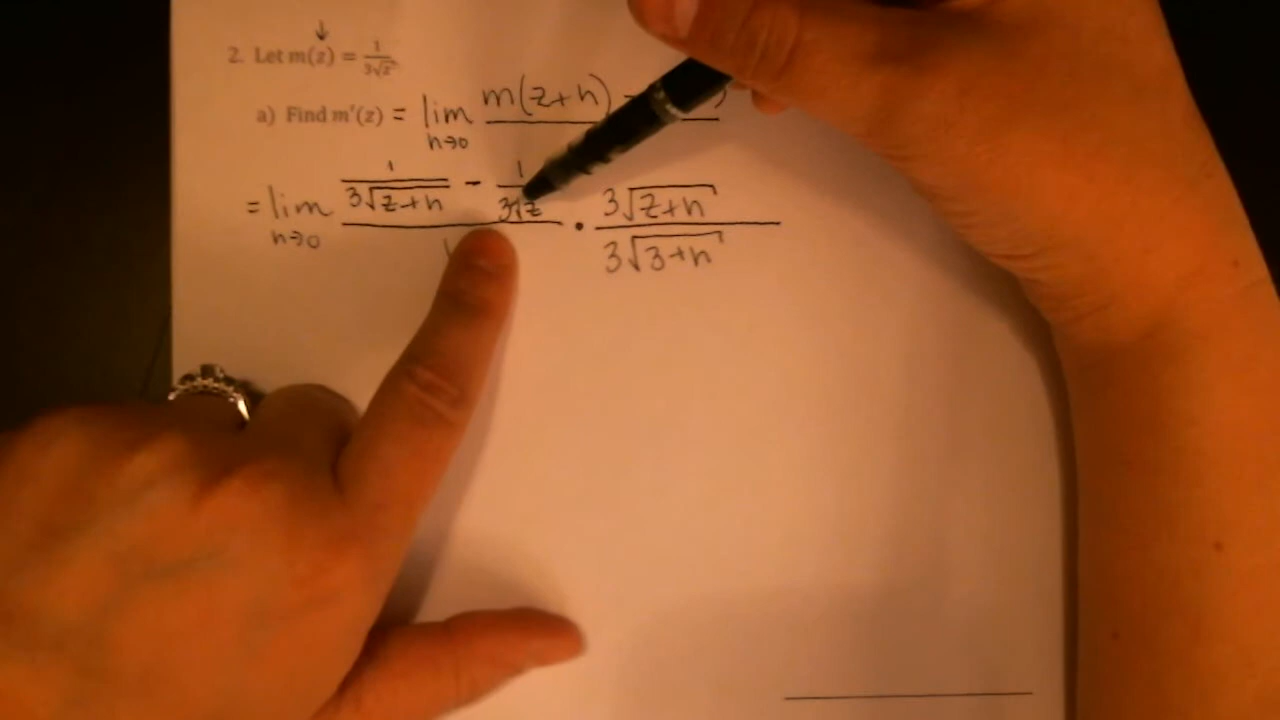 ↓
2. Let m(z) = 1/3√z
a) Find m'(z) = lim h→0 m(z+h) -
= lim h→0 1/3√z+h - 1/3√z · 3√z+h / 3√3+h